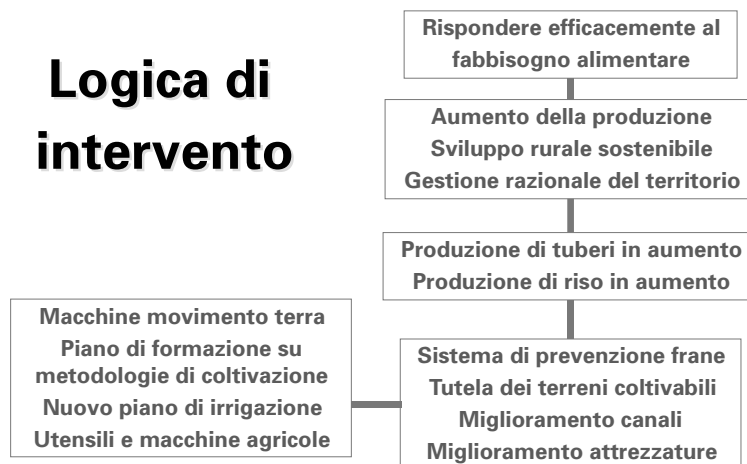 Logica di
intervento
Rispondere efficacemente al
fabbisogno alimentare
Aumento della produzione
Sviluppo rurale sostenibile
Gestione razionale del territorio
Produzione di tuberi in aumento
Produzione di riso in aumento
Macchine movimento terra
Piano di formazione su
metodologie di coltivazione
Nuovo piano di irrigazione
Utensili e macchine agricole
Sistema di prevenzione frane
Tutela dei terreni coltivabili
Miglioramento canali
Miglioramento attrezzature